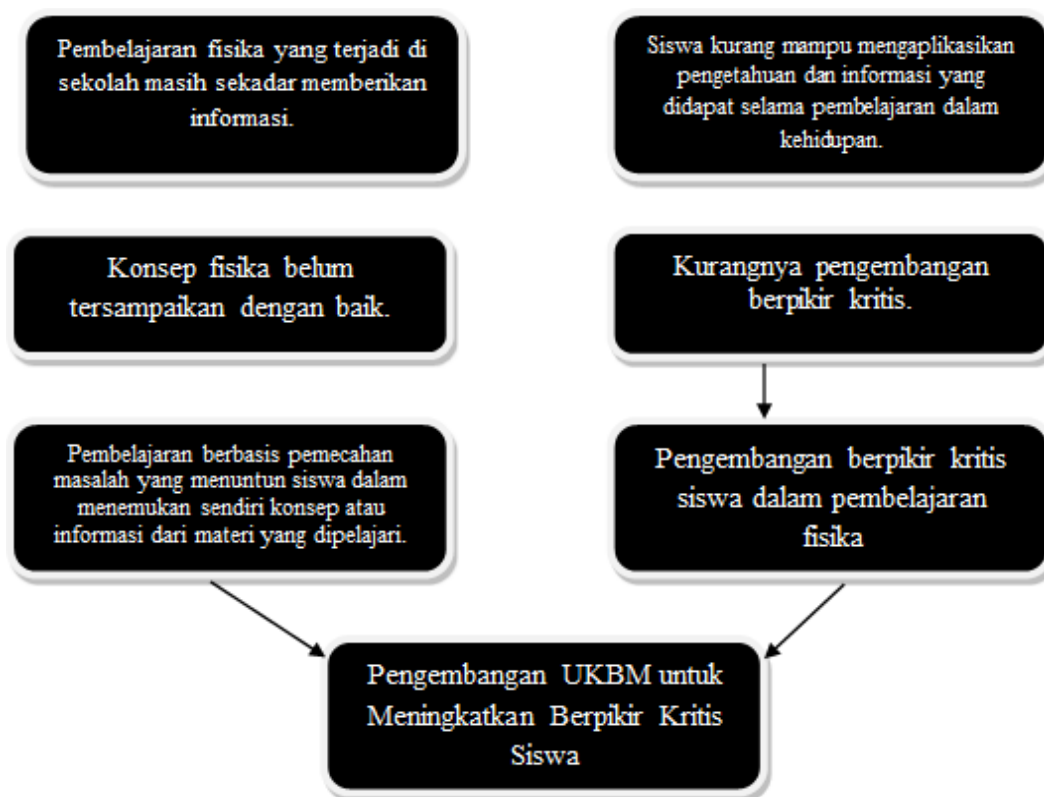 Pembelajaran fisika yang terjadi di
sekolah masih sekadar memberikan
informasi.
Siswa kurang mampu mengaplikasikan
pengetahuan dan informasi yang
didapat selama pembelajaran dalam
kehidupan.
Konsep fisika belum
tersampaikan dengan baik.
Kurangnya pengembangan
berpikir kritis.
Pembelajaran berbasis pemecahan
masalah yang menuntun siswa dalam
menemukan sendiri konsep atau
informasi dari materi yang dipelajari.
Pengembangan berpikir kritis
siswa dalam pembelajaran
fisika
Pengembangan UKBM untuk
Meningkatkan Berpikir Kritis
Siswa